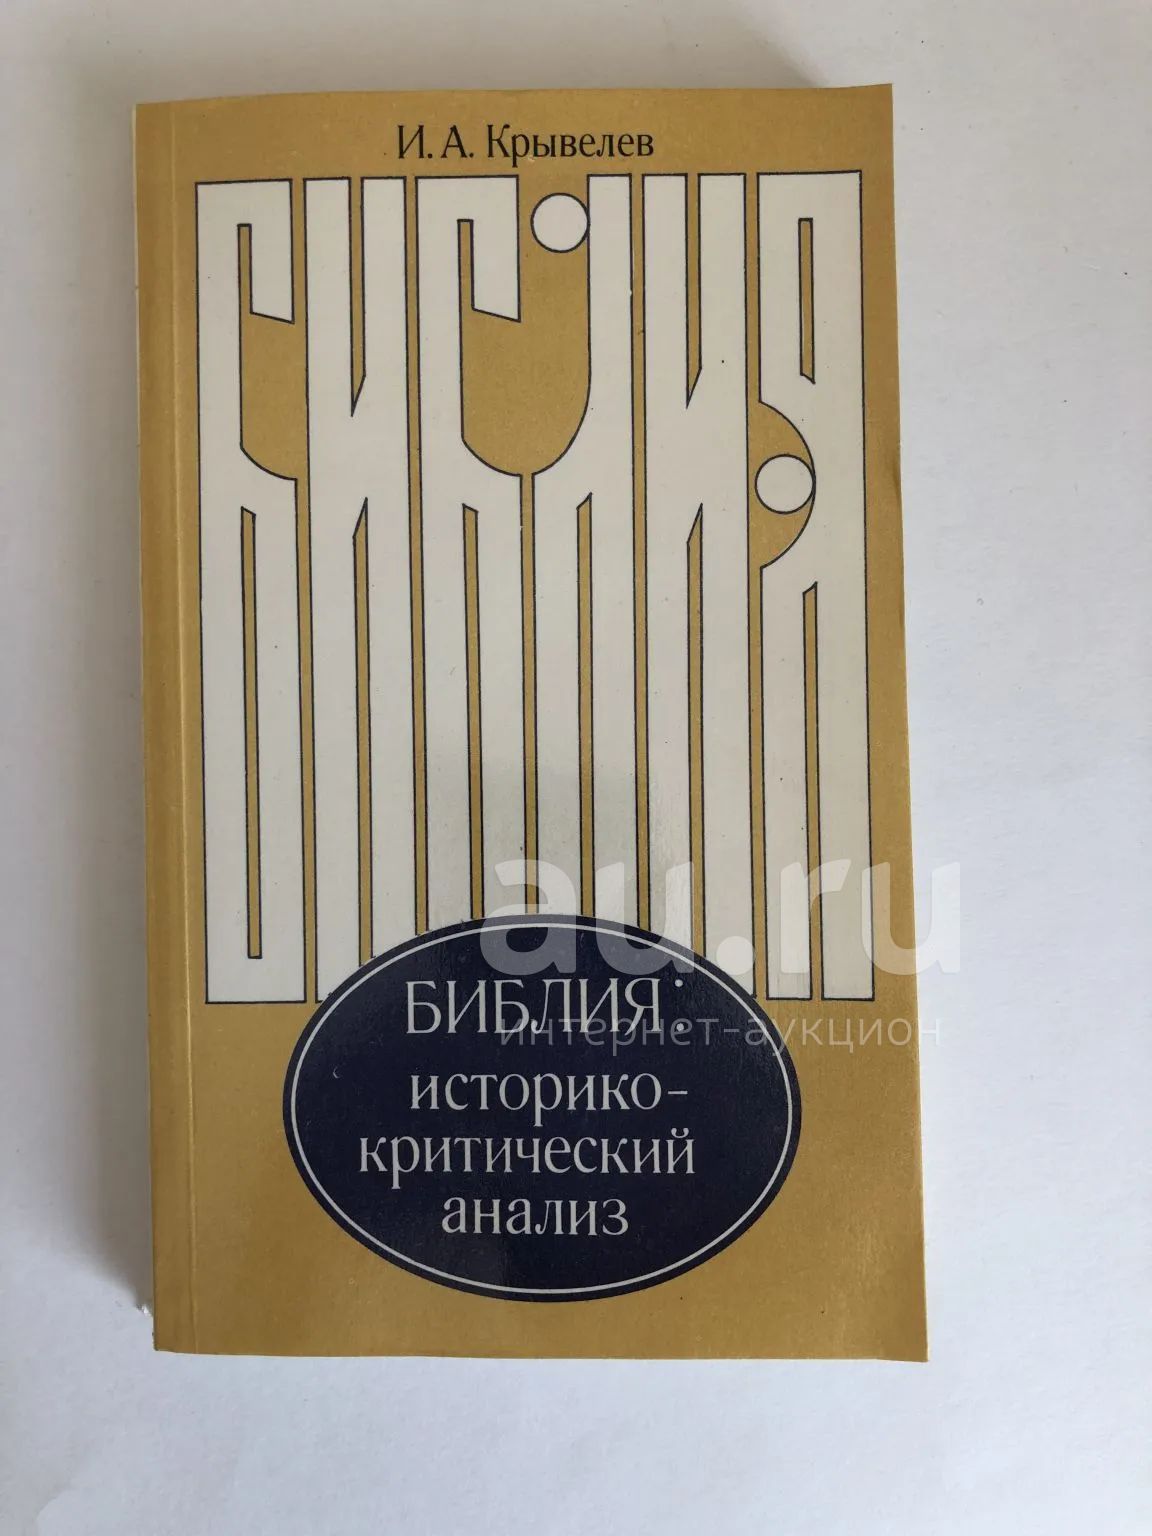 И. А. Крывелев
БИБЛИЯ
au.ru
БИБЛИЯ:
интернет-аукцион
историко-
критический
анализ